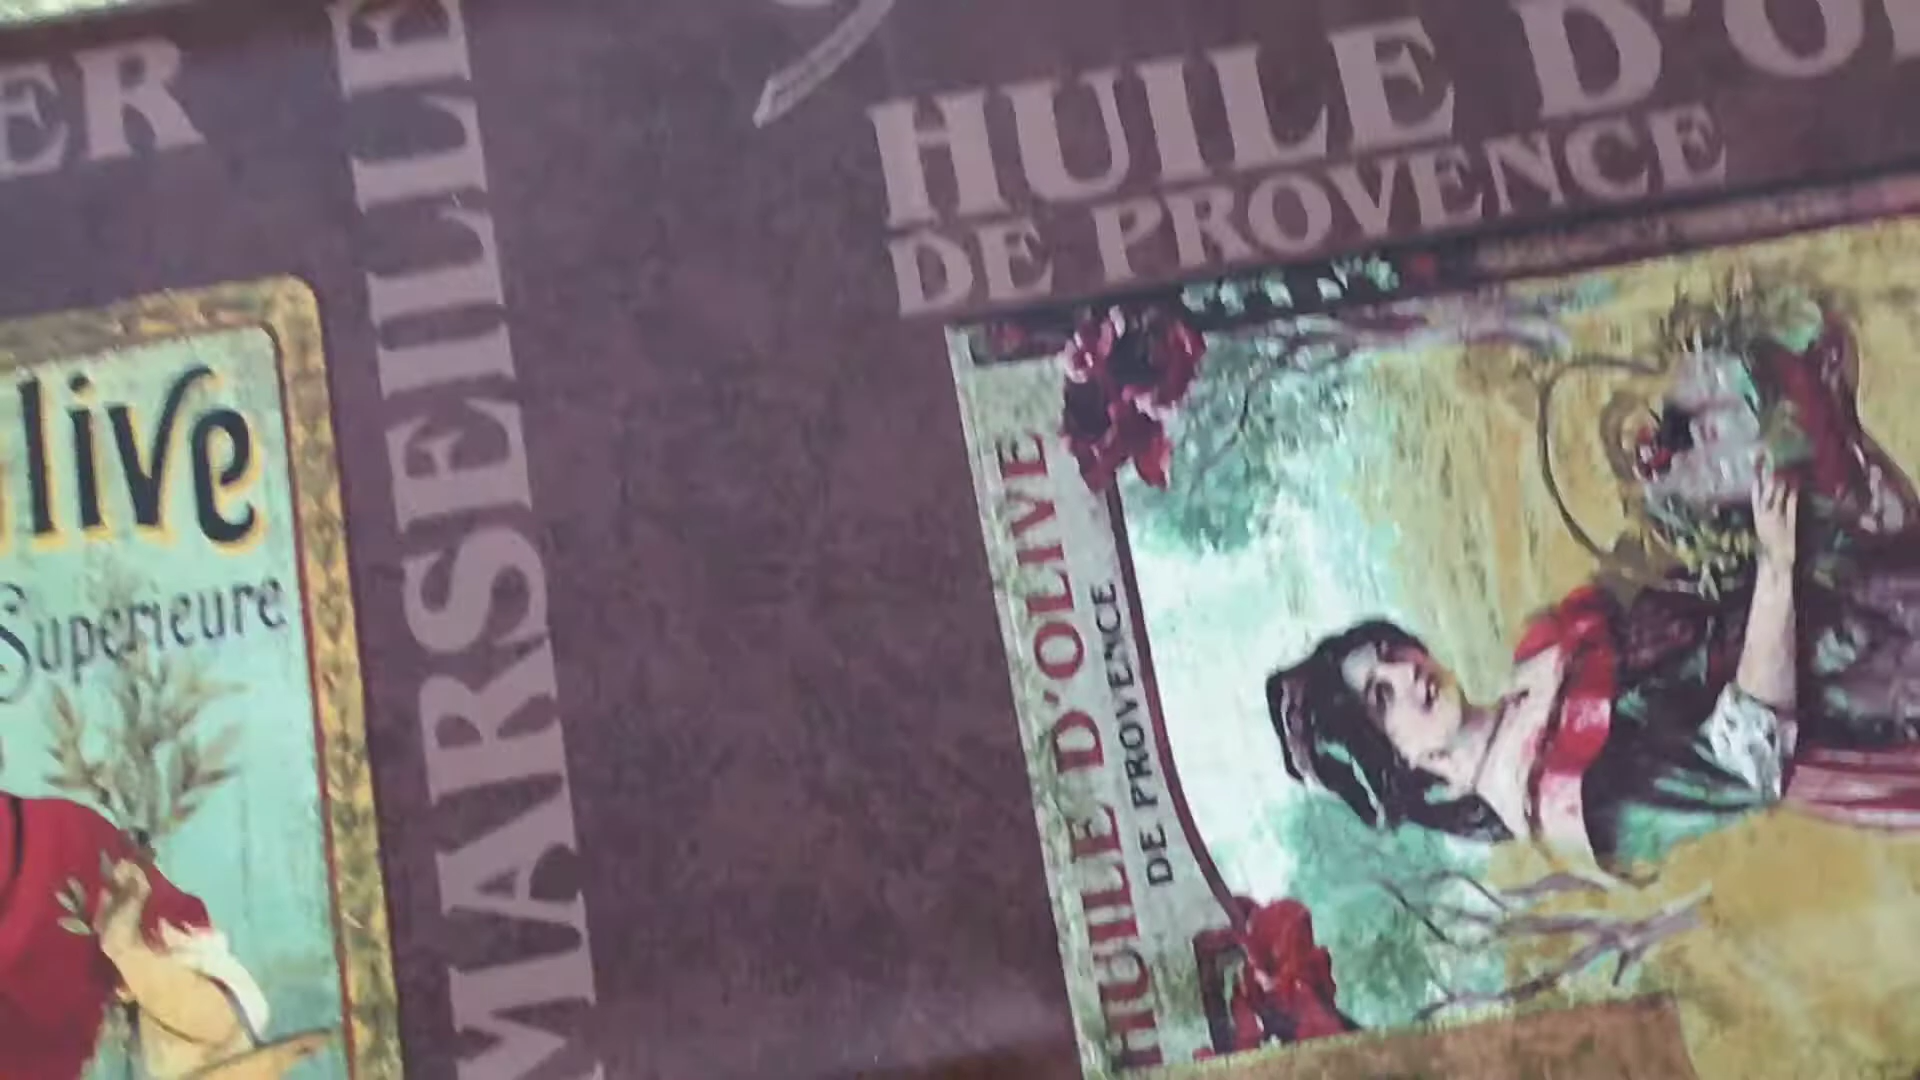 ER
live
Superieure
MARSEILLE
HUILE D'O
DE PROVENCE
HUILE D'OLIVE
DE PROVENCE